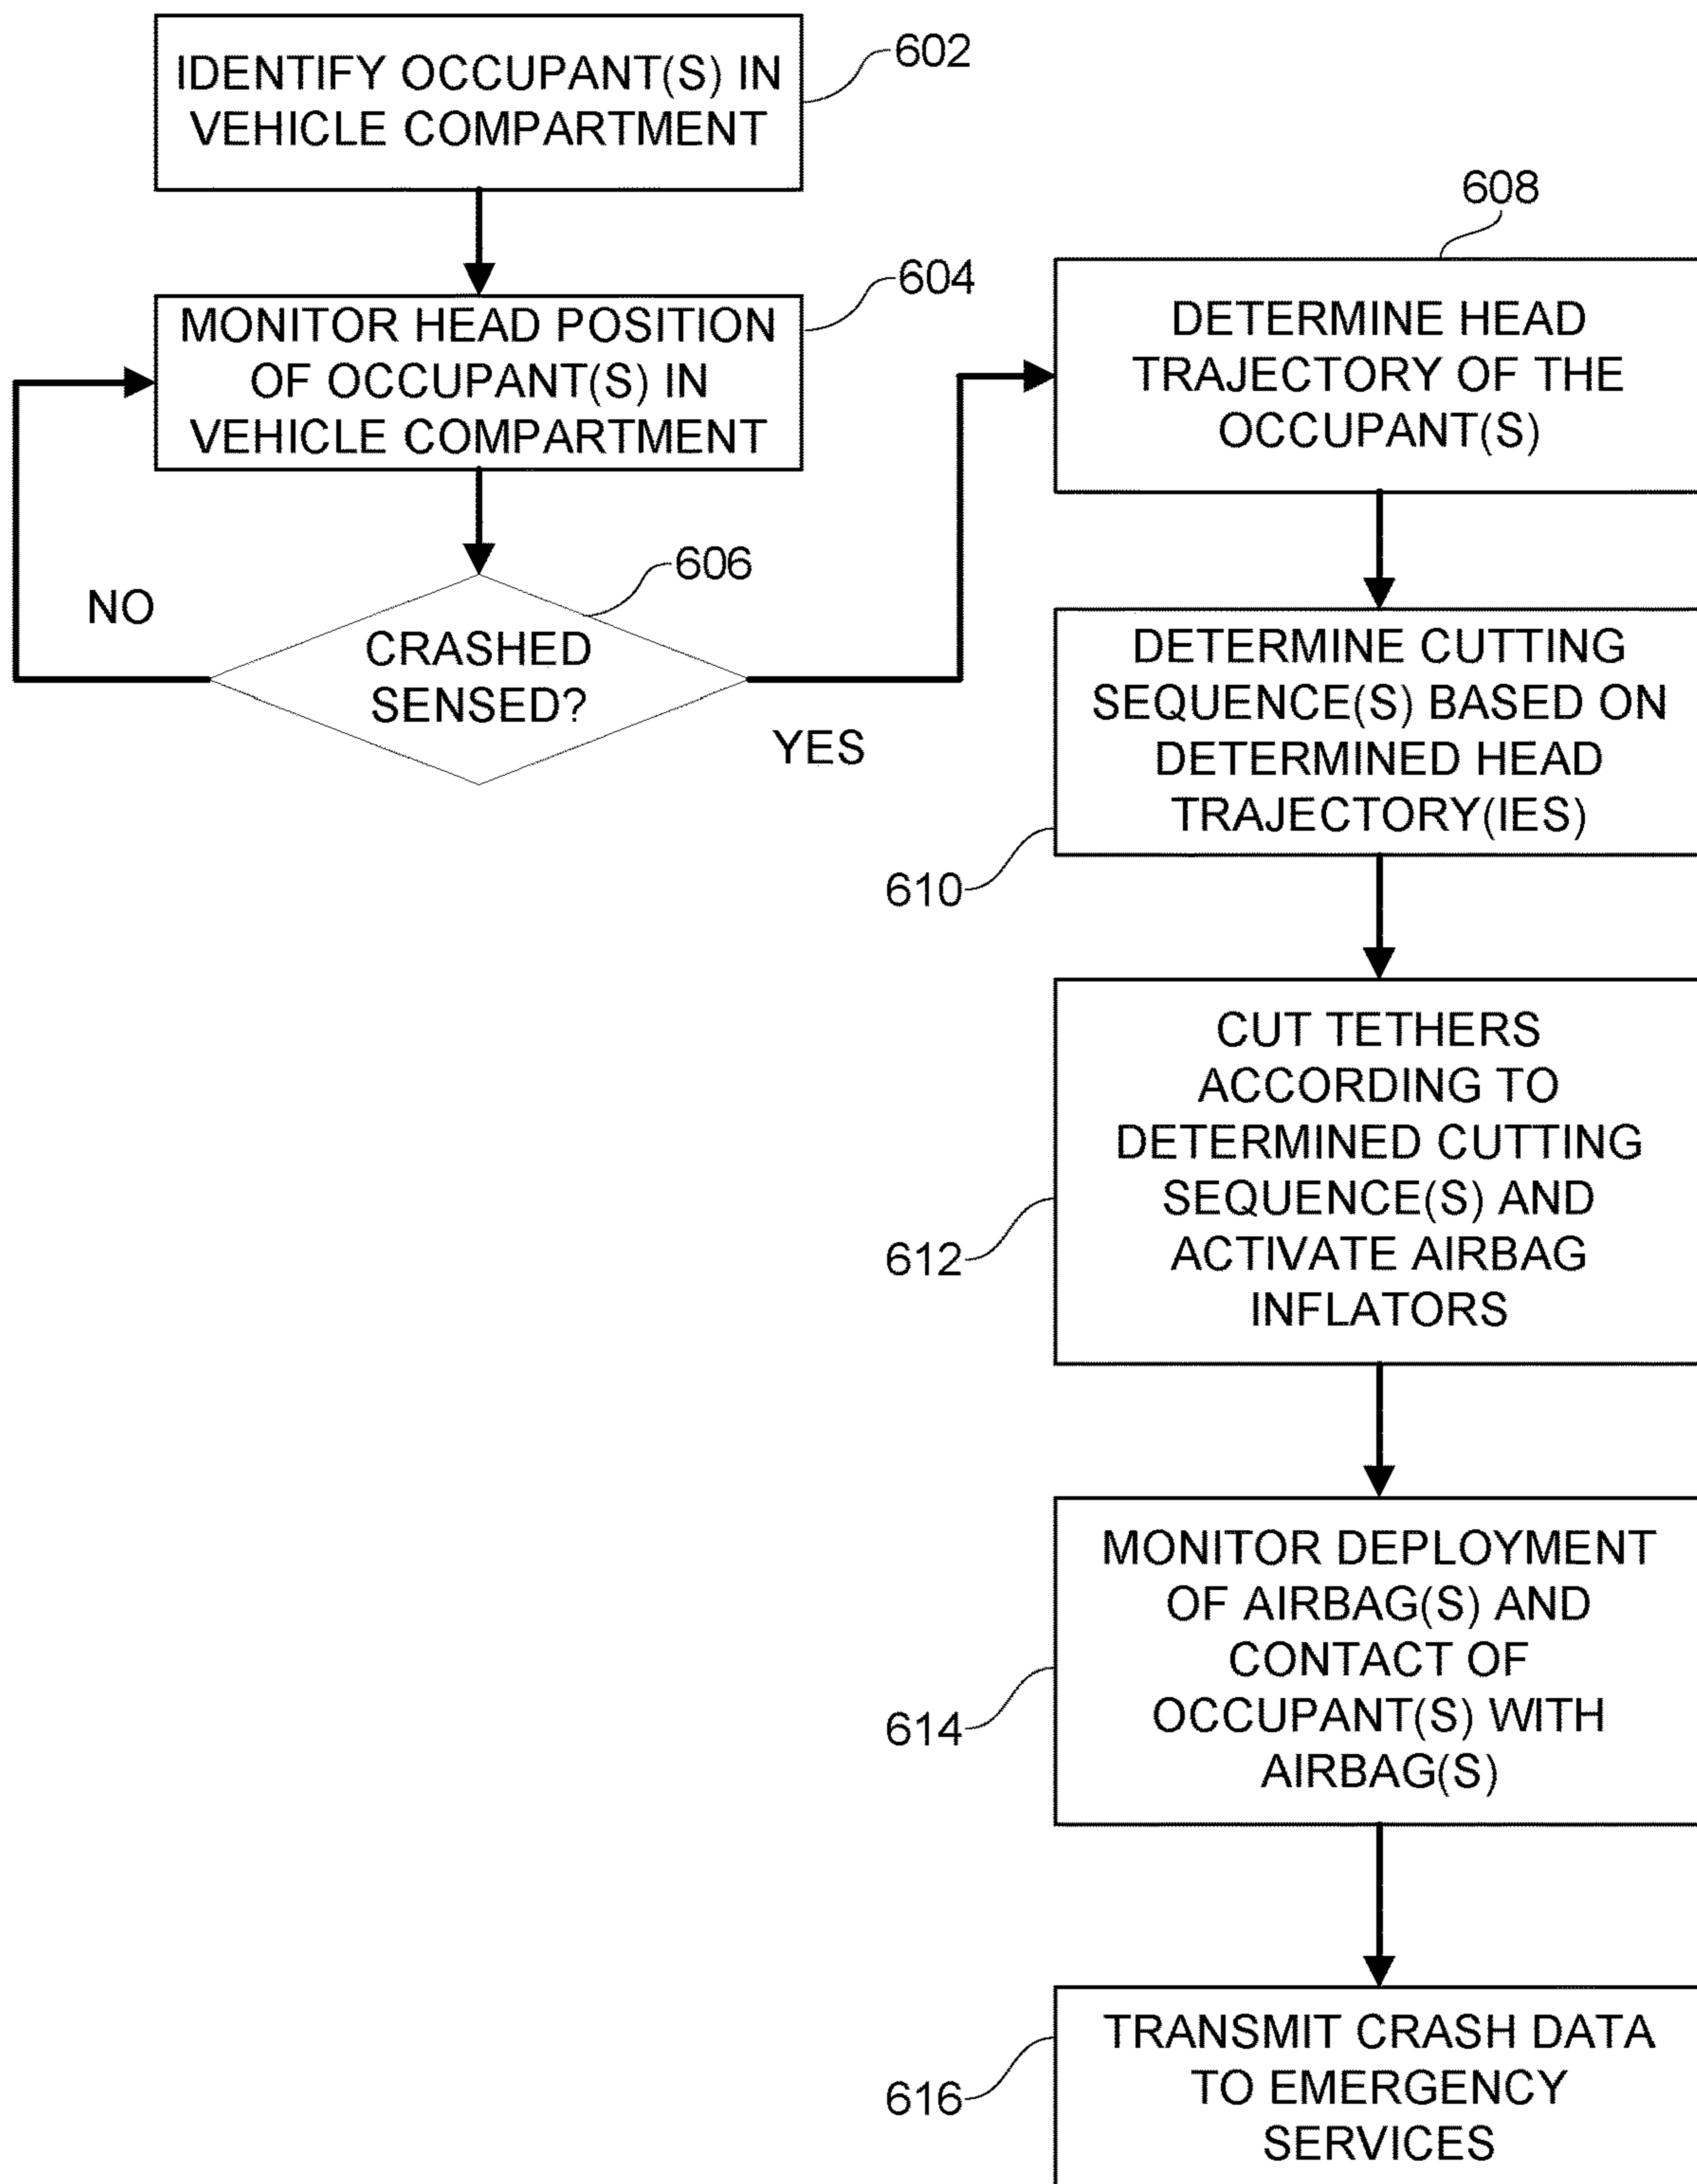 IDENTIFY OCCUPANT(S) IN
VEHICLE COMPARTMENT
602
MONITOR HEAD POSITION
OF OCCUPANT(S) IN
VEHICLE COMPARTMENT
604
CRASHED
SENSED?
606
NO
YES
608
DETERMINE HEAD
TRAJECTORY OF THE
OCCUPANT(S)
DETERMINE CUTTING
SEQUENCE(S) BASED ON
DETERMINED HEAD
TRAJECTORY(IES)
610
CUT TETHERS
ACCORDING TO
DETERMINED CUTTING
SEQUENCE(S) AND
ACTIVATE AIRBAG
INFLATORS
612
MONITOR DEPLOYMENT
OF AIRBAG(S) AND
CONTACT OF
OCCUPANT(S) WITH
AIRBAG(S)
614
TRANSMIT CRASH DATA
TO EMERGENCY
SERVICES
616